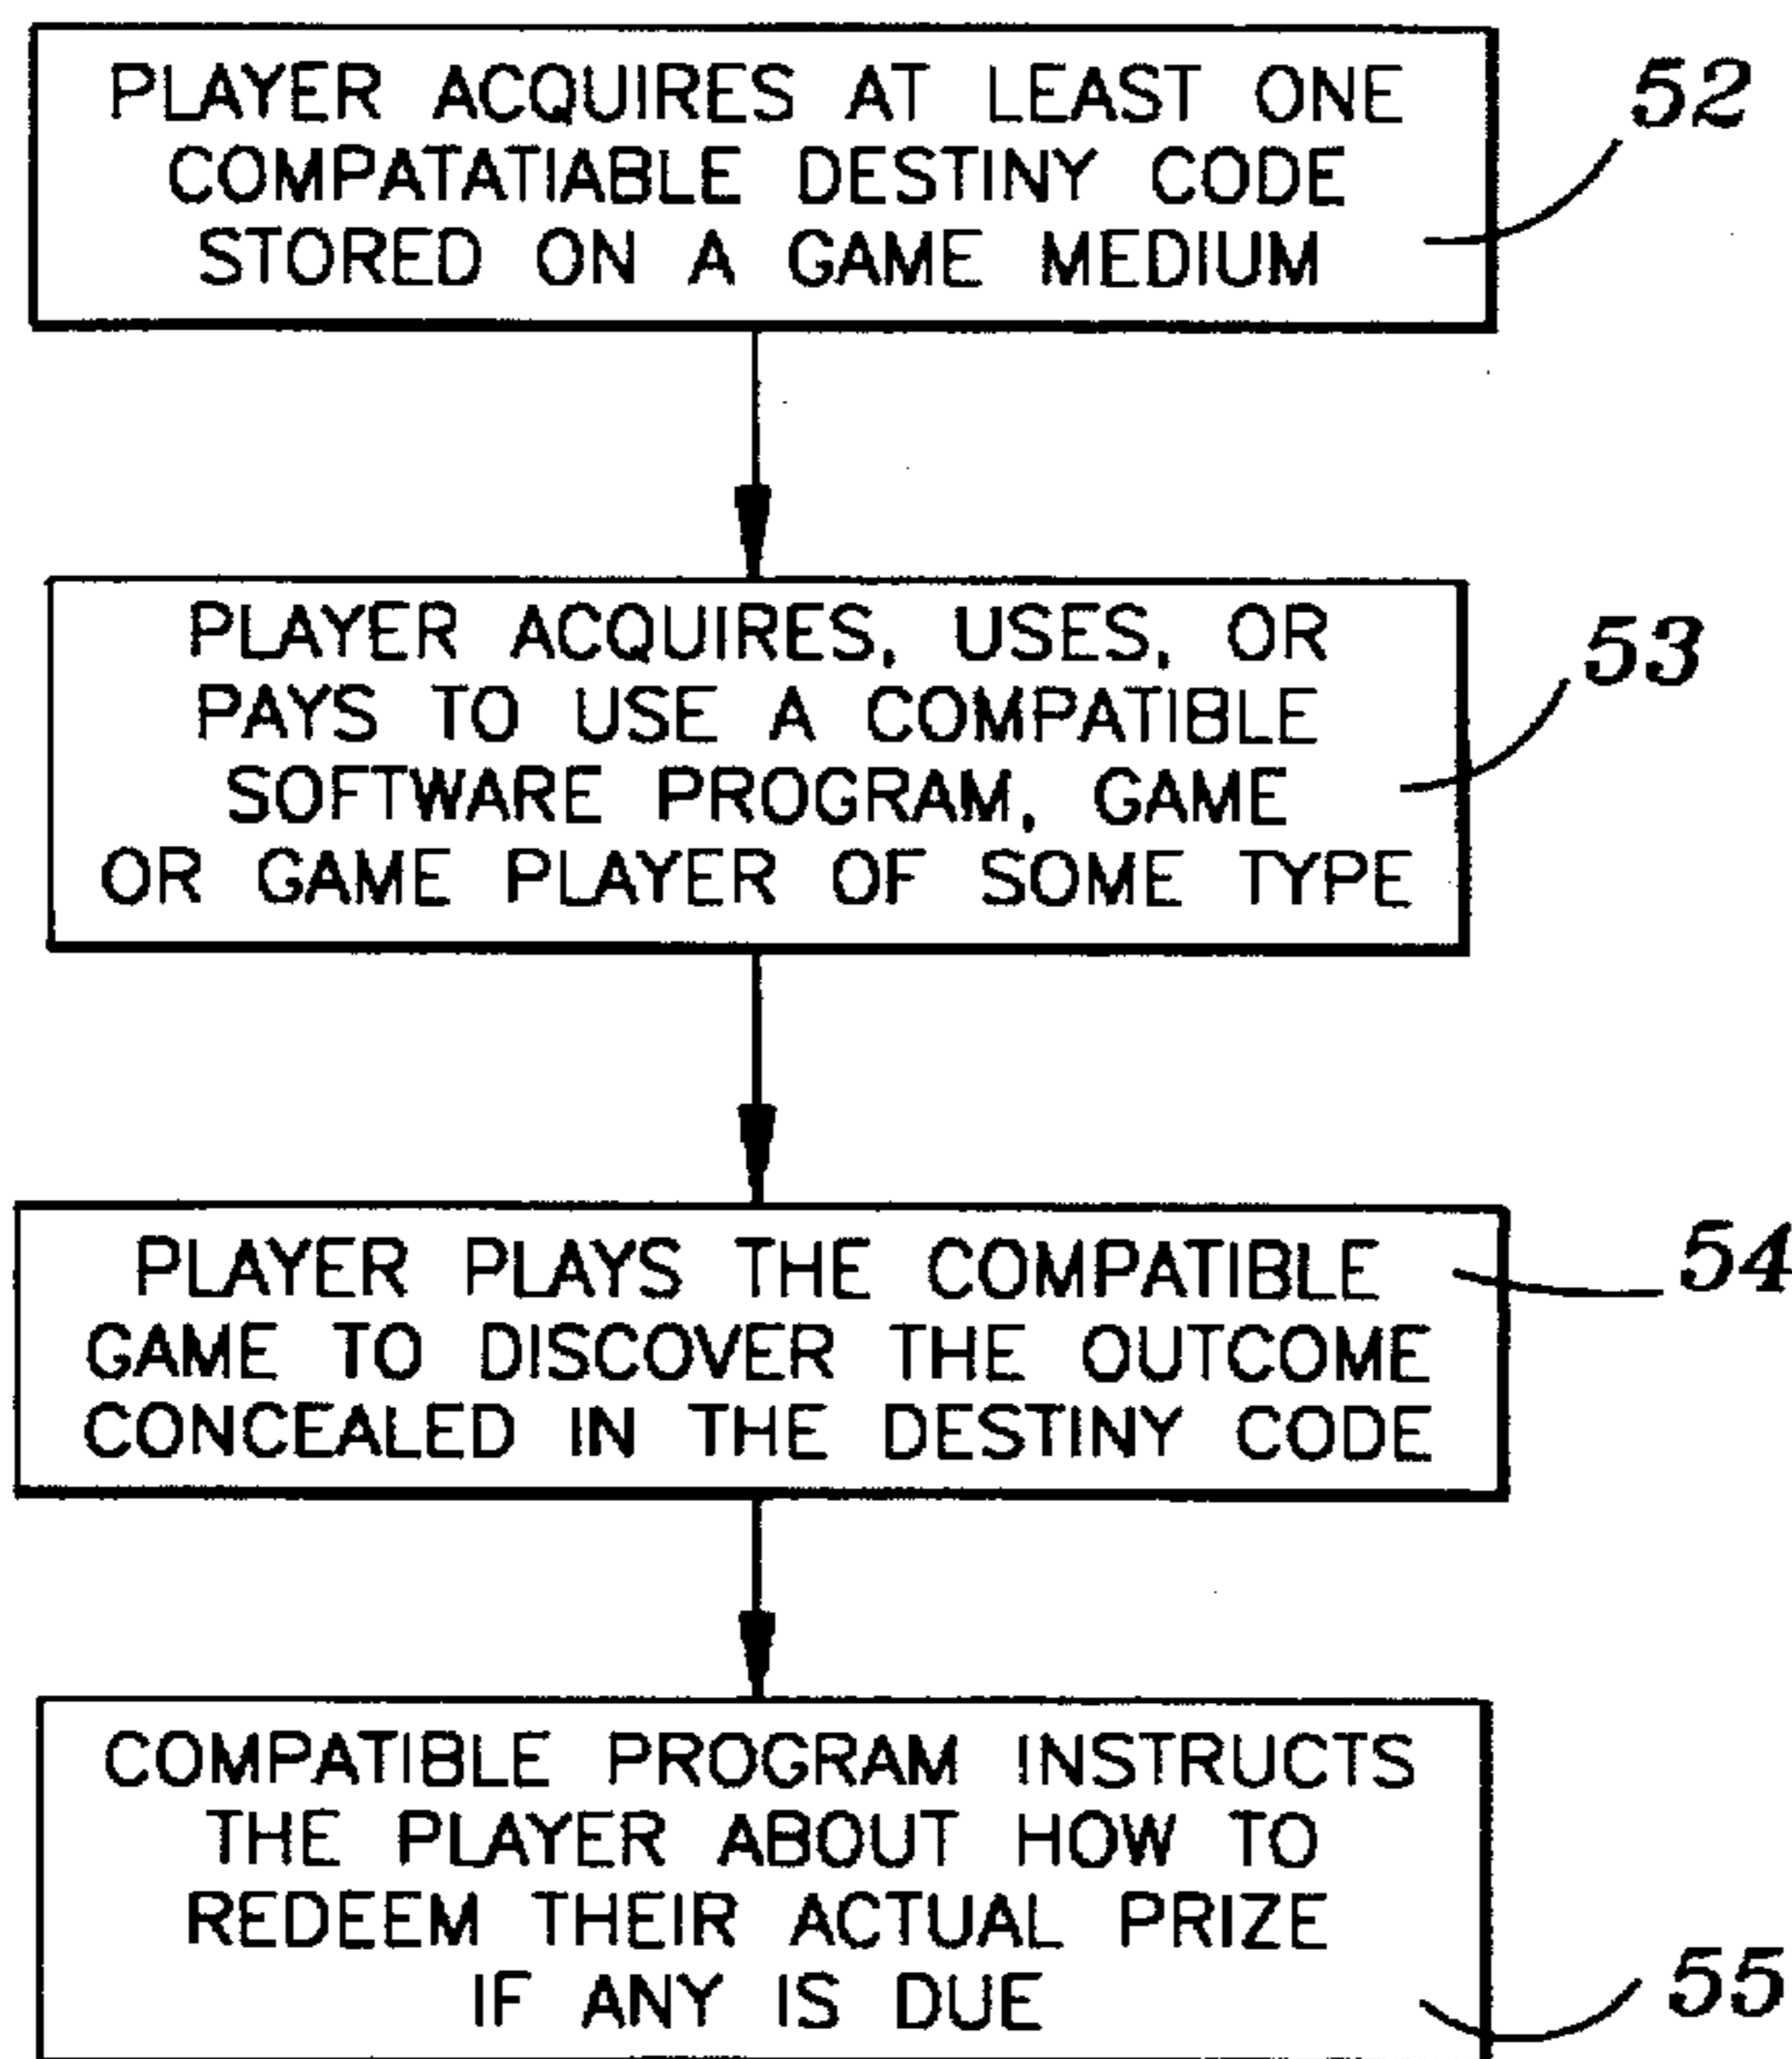 PLAYER ACQUIRES AT LEAST ONE
COMPATATIABLE DESTINY CODE
STORED ON A GAME MEDIUM
52
PLAYER ACQUIRES, USES, OR
PAYS TO USE A COMPATIBLE
SOFTWARE PROGRAM, GAME
OR GAME PLAYER OF SOME TYPE
53
PLAYER PLAYS THE COMPATIBLE
GAME TO DISCOVER THE OUTCOME
CONCEALED IN THE DESTINY CODE
54
COMPATIBLE PROGRAM INSTRUCTS
THE PLAYER ABOUT HOW TO
REDEEM THEIR ACTUAL PRIZE
IF ANY IS DUE
55